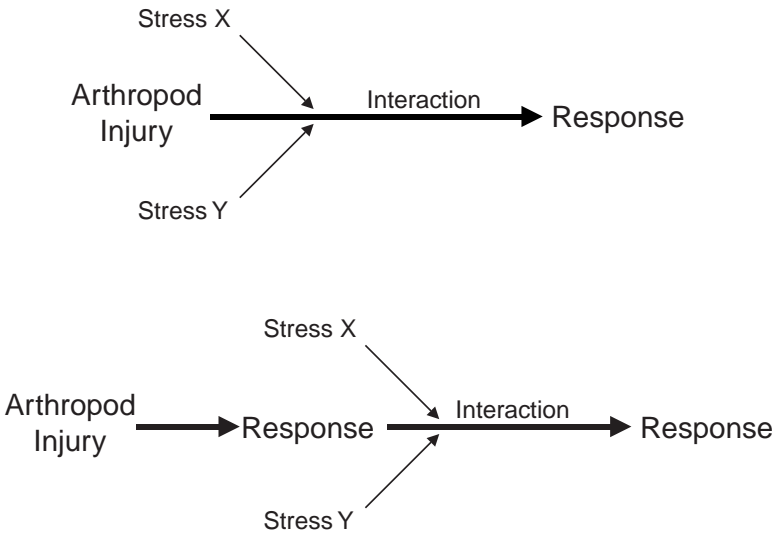 Stress X
Arthropod
Injury
Interaction
Response
Stress Y
Stress X
Arthropod
Injury
Response
Interaction
Response
Stress Y